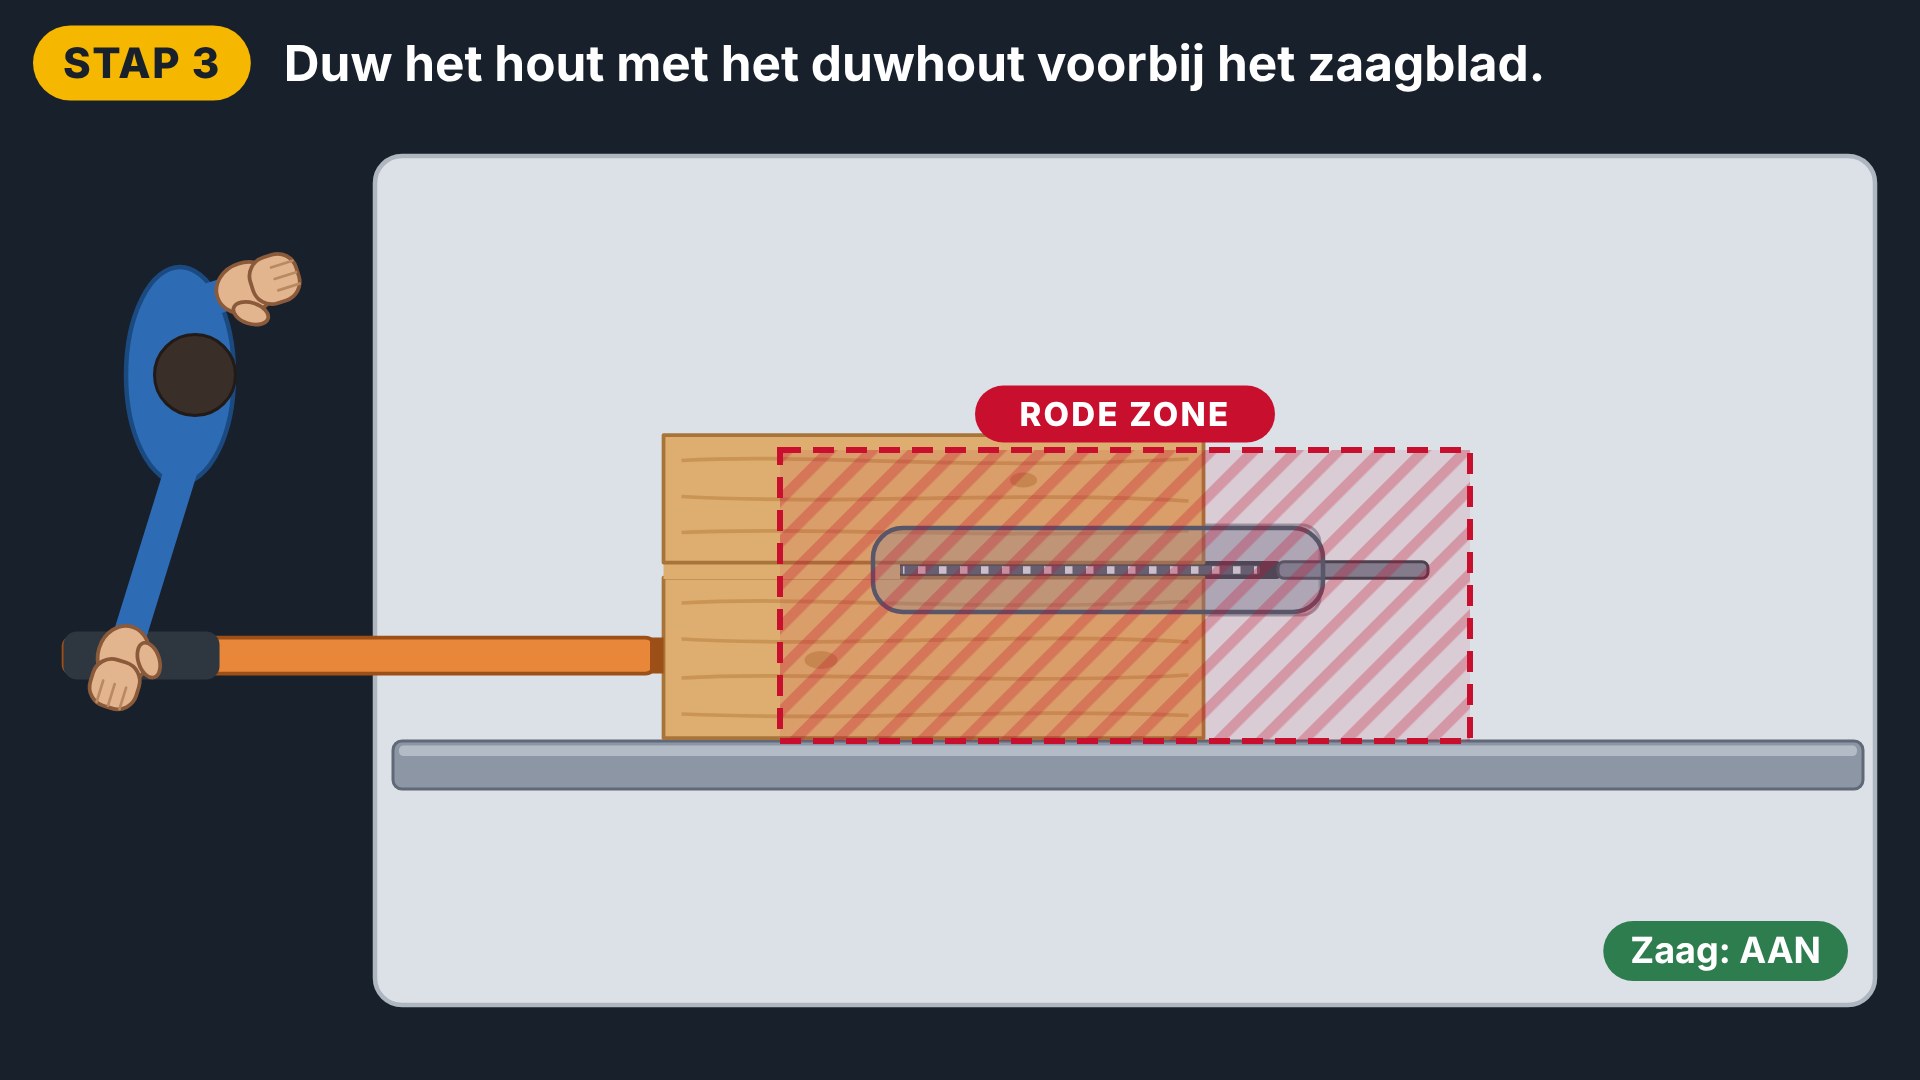 STAP 3
Duw het hout met het duwhout voorbij het zaagblad.
RODE ZONE
Zaag: AAN